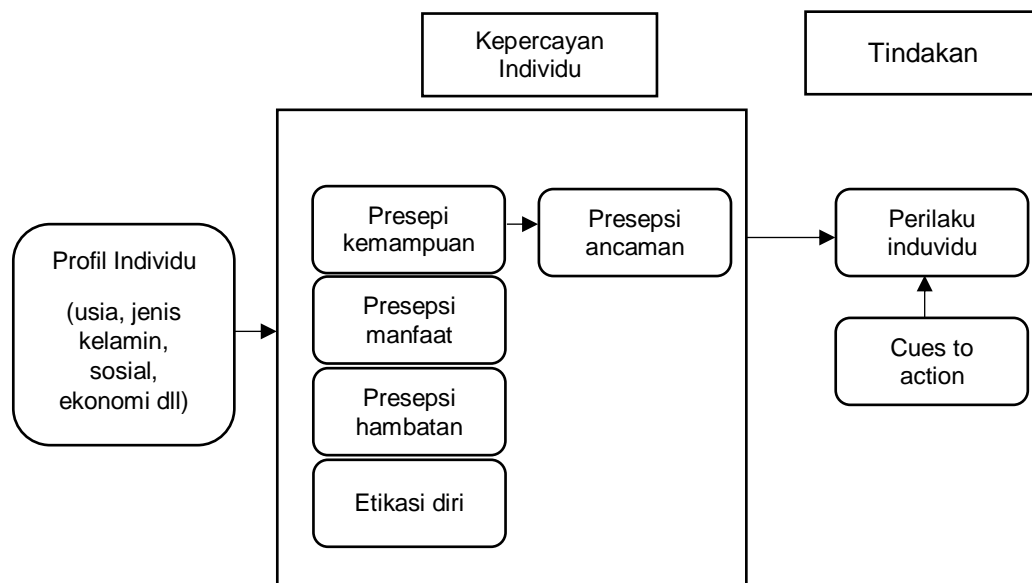 Kepercayan
Individu
Tindakan
Profil Individu
(usia, jenis
kelamin,
sosial,
ekonomi dll)
Presepi
kemampuan
Presepsi
manfaat
Presepsi
hambatan
Etikasi diri
Presepsi
ancaman
Perilaku
induvidu
Cues to
action